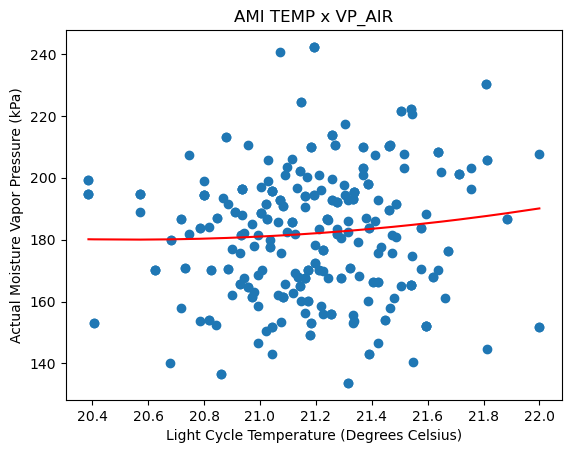 AMI TEMP x VP_AIR
Actual Moisture Vapor Pressure (kPa)
240
220
200
180
160
140
20.4 20.6 20.8 21.0 21.2 21.4 21.6 21.8 22.0
Light Cycle Temperature (Degrees Celsius)